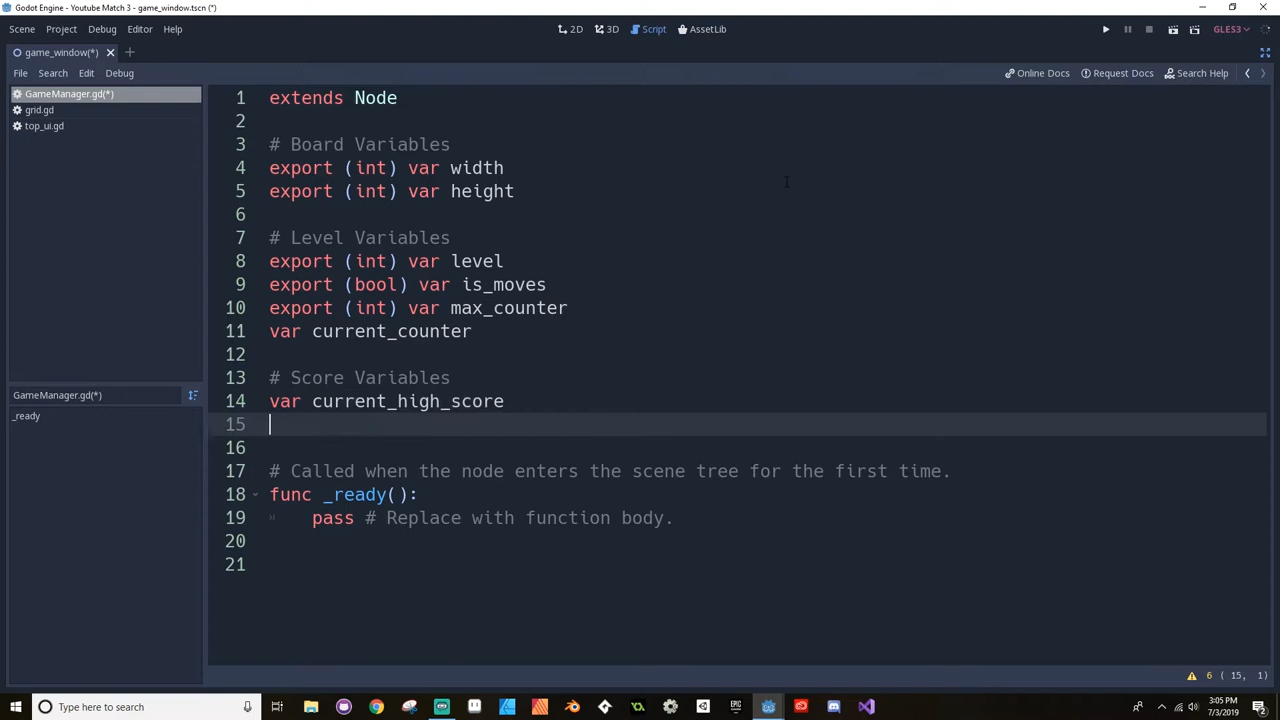 Godot Engine - Youtube Match 3 - game_window.tscn (*)
Scene Project Debug Editor Help
2D 3D Script AssetLib
GLES3
game_window(*)
File Search Edit Debug
Online Docs Request Docs Search Help
GameManager.gd(*)
grid.gd
top_ui.gd
GameManager.gd(*)
_ready
1 extends Node
2
3 # Board Variables
4 export (int) var width
5 export (int) var height
6
7 # Level Variables
8 export (int) var level
9 export (bool) var is_moves
10 export (int) var max_counter
11 var current_counter
12
13 # Score Variables
14 var current_high_score
15
16
17 # Called when the node enters the scene tree for the first time.
18 func _ready():
19 pass # Replace with function body.
20
21
6 ( 15, 1)
Type here to search
3:05 PM
7/3/2019